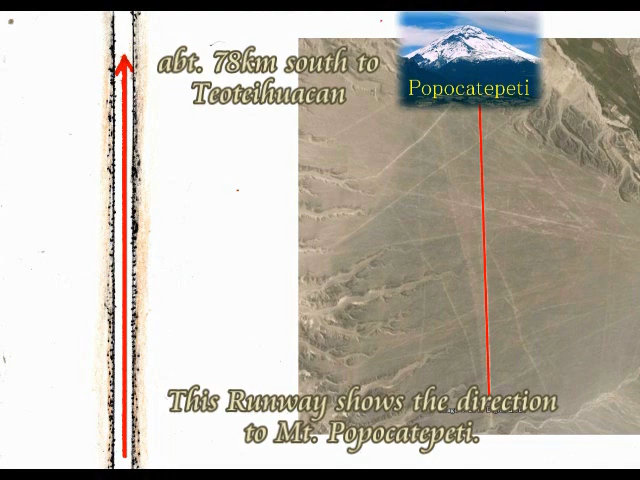 abt. 78km south to
Teoteihuacan
Popocatepeti
This Runway shows the direction
to Mt. Popocatepeti.